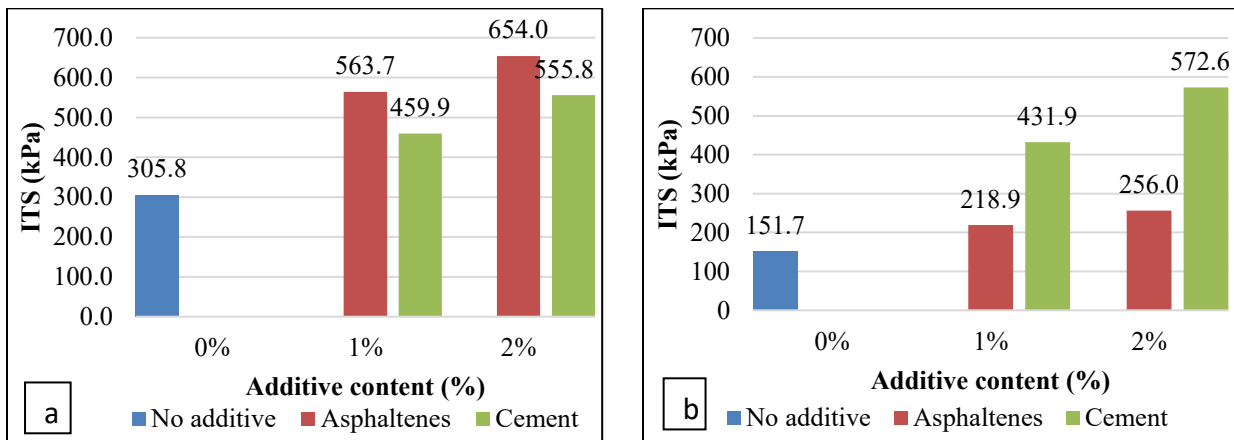 700.0
600.0
500.0
400.0
300.0
200.0
100.0
0.0
ITS (kPa)
305.8
563.7
459.9
654.0
555.8
0% 1% 2%
Additive content (%)
a
No additive Asphaltenes Cement
700
600
500
400
300
200
100
0
ITS (kPa)
151.7
218.9
431.9
256.0
572.6
0% 1% 2%
Additive content (%)
b
No additive Asphaltenes Cement